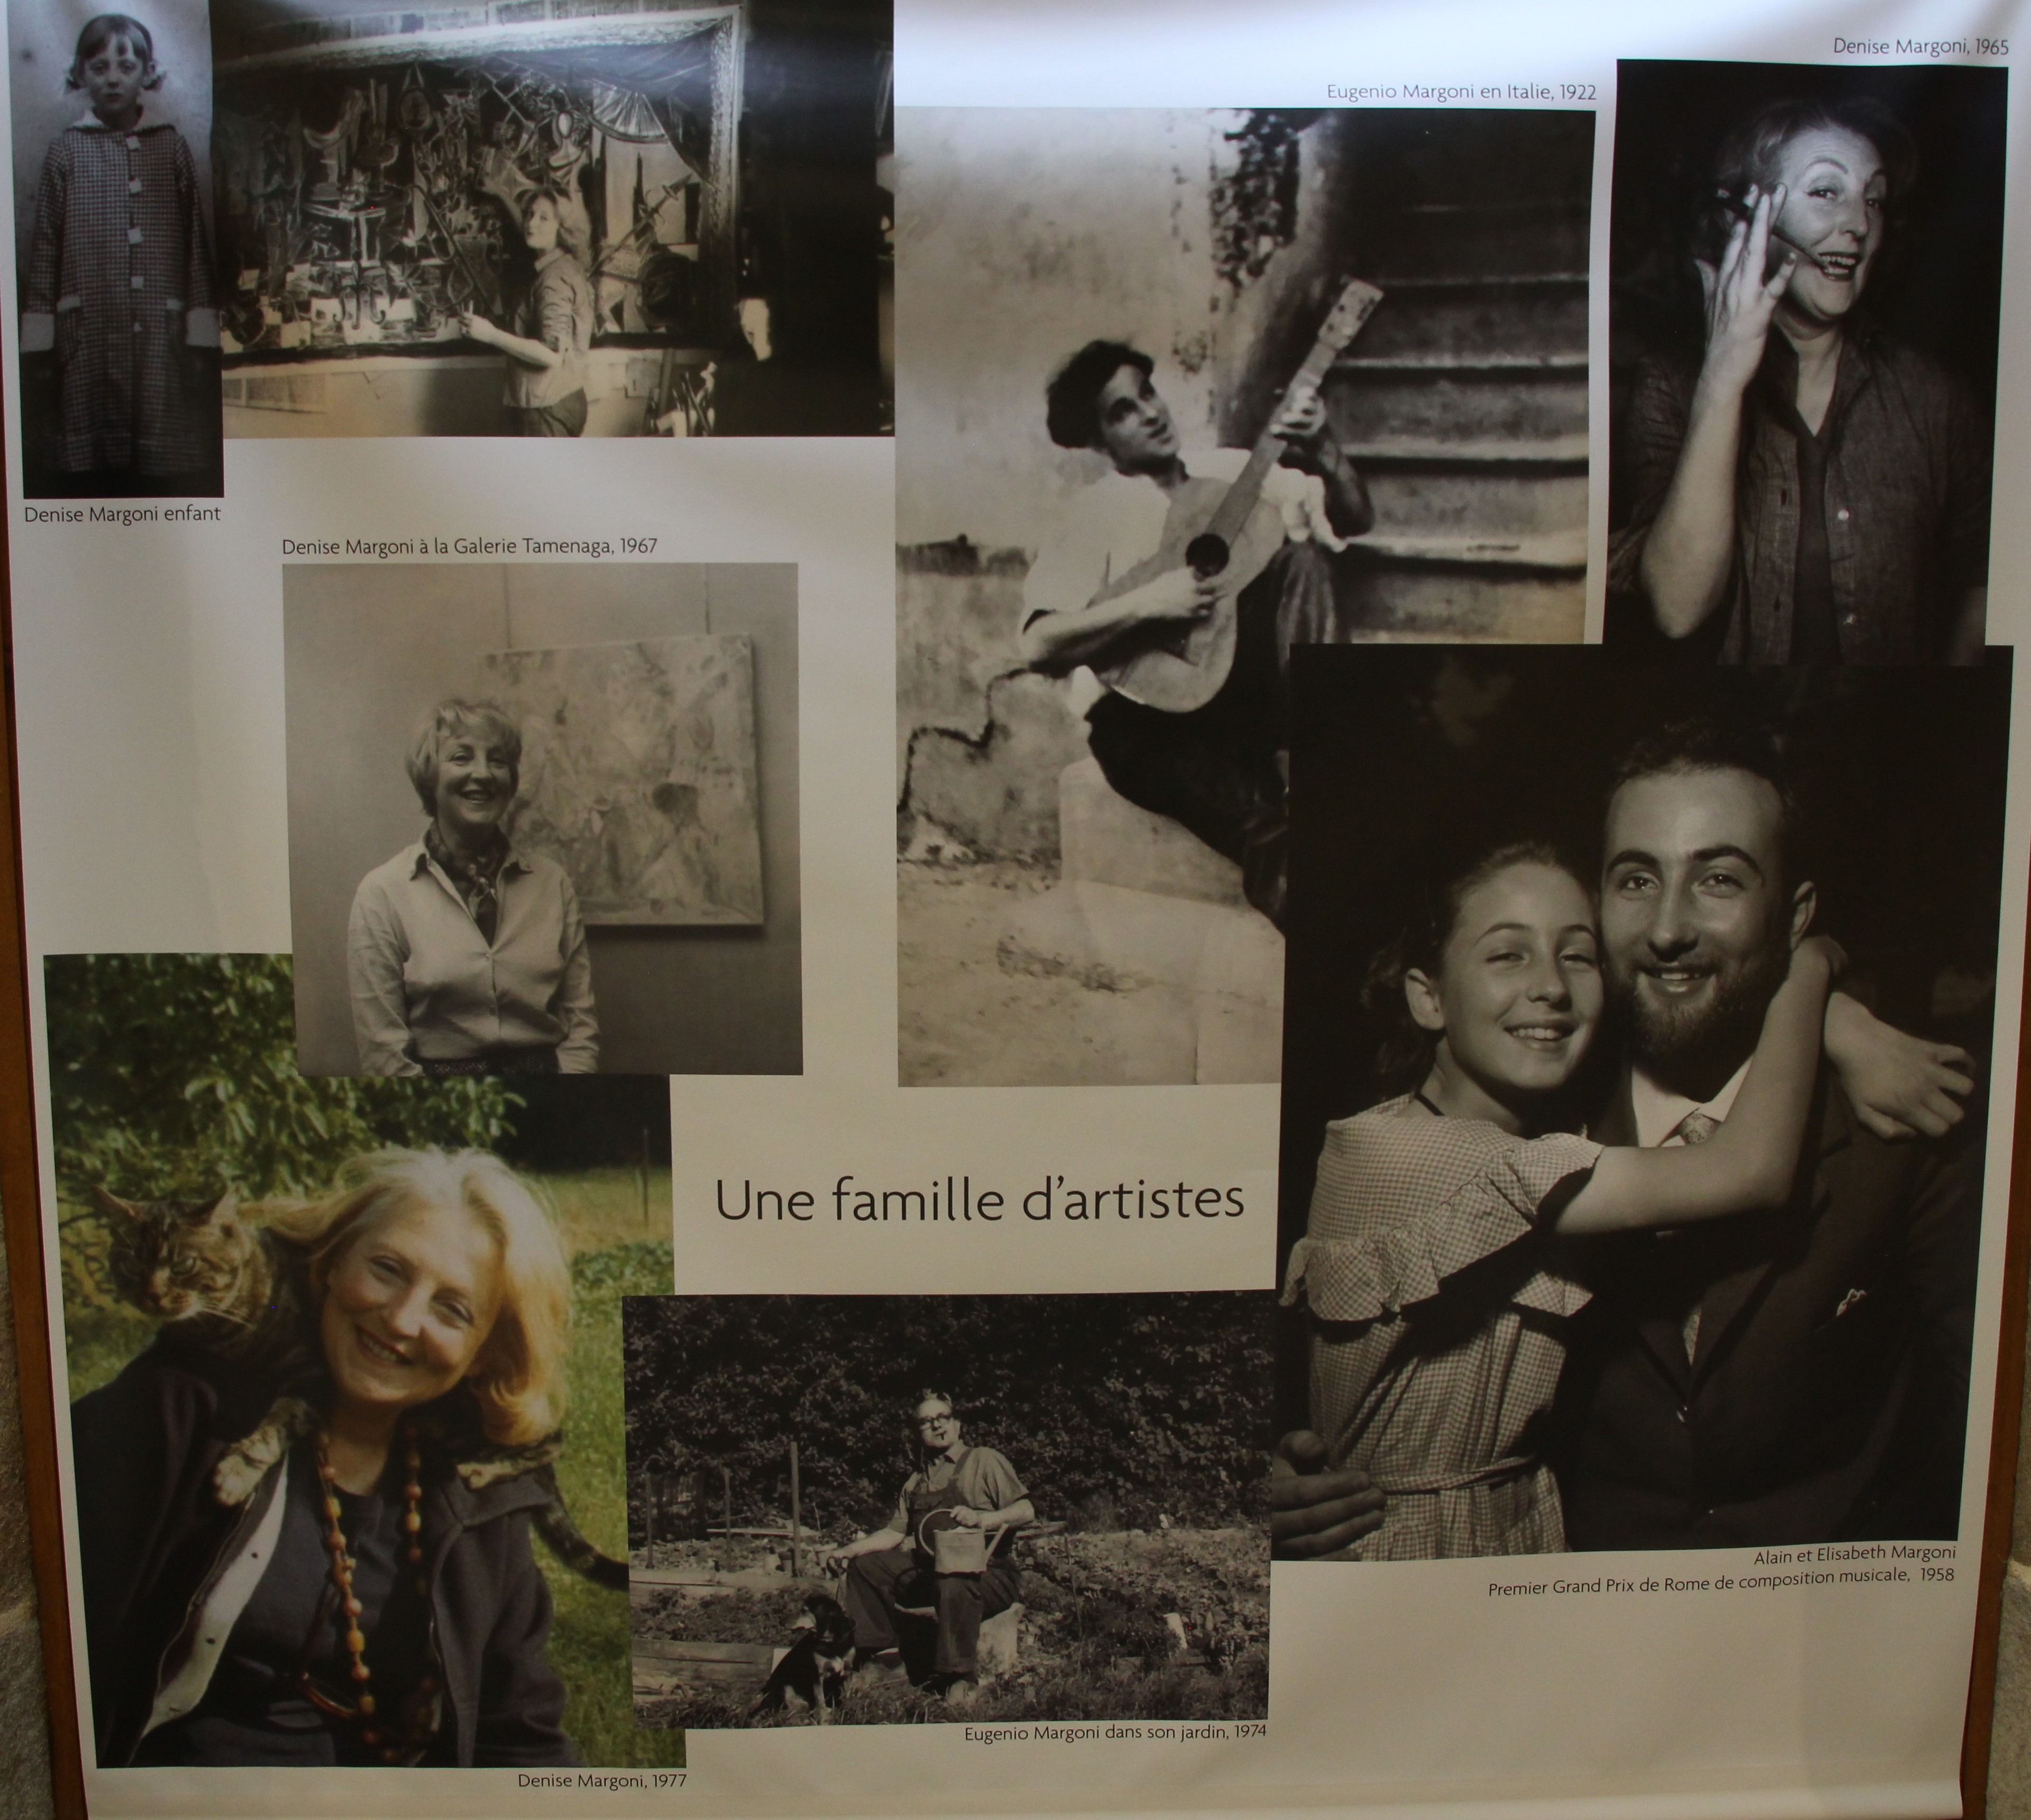 Denise Margoni, 1965
Eugenio Margoni en Italie, 1922
Denise Margoni enfant
Denise Margoni à la Galerie Tamenaga, 1967
Une famille d'artistes
Alain et Elisabeth Margoni
Premier Grand Prix de Rome de composition musicale, 1958
Eugenio Margoni dans son jardin, 1974
Denise Margoni, 1977